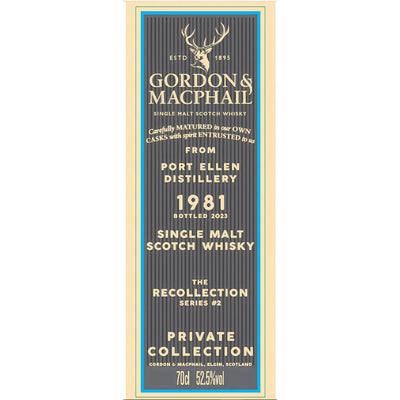 ESTD 1895
GORDON &
MACPHAIL
SINGLE MALT SCOTCH WHISKY
Carefully MATURED in our OWN
CASKS with spirit ENTRUSTED to us
FROM
PORT ELLEN
DISTILLERY
1981
BOTTLED 2023
SINGLE MALT
SCOTCH WHISKY
THE
RECOLLECTION
SERIES #2
PRIVATE
COLLECTION
GORDON & MACPHAIL, ELGIN, SCOTLAND
70cl 52.5%vol